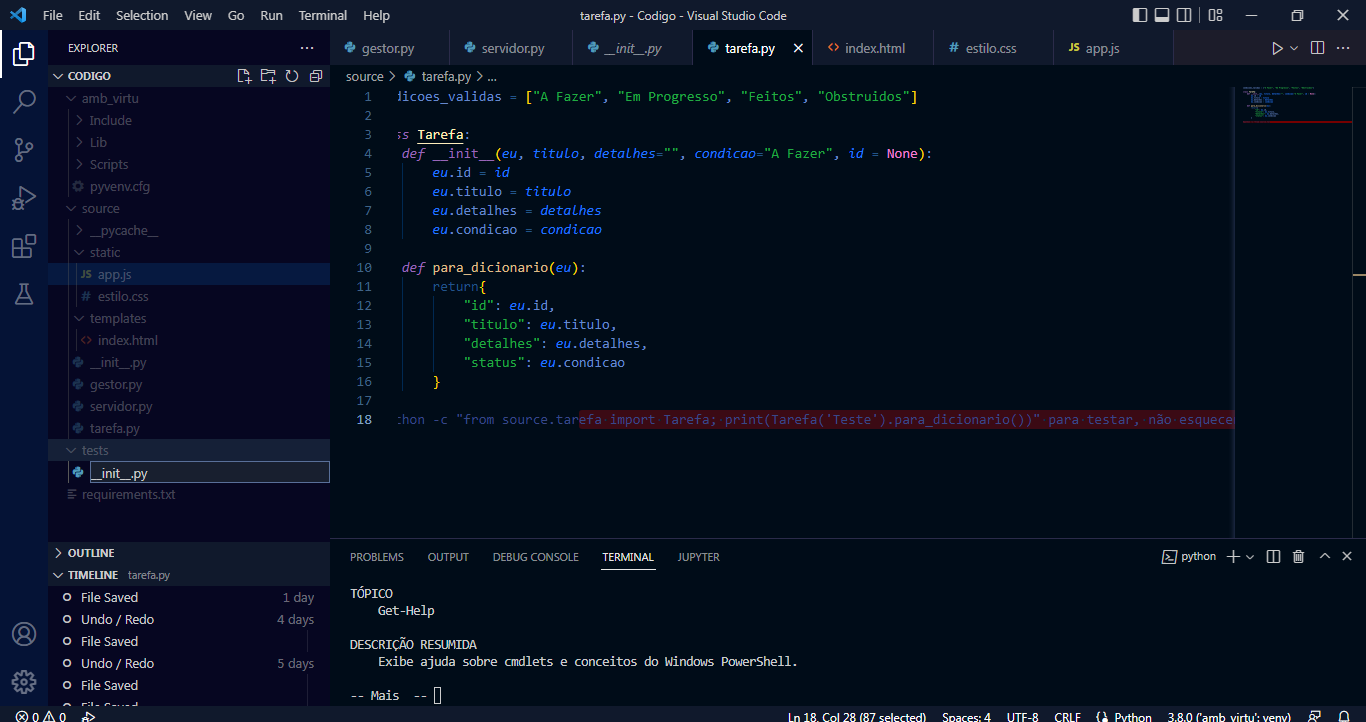 File Edit Selection View Go Run Terminal Help tarefa.py - Codigo - Visual Studio Code
EXPLORER
CODIGO
amb_virtu
Include
Lib
Scripts
pyvenv.cfg
source
__pycache__
static
JS app.js
# estilo.css
templates
<> index.html
__init__.py
gestor.py
servidor.py
tarefa.py
tests
__init__.py
requirements.txt
OUTLINE
TIMELINE tarefa.py
File Saved 1 day
Undo / Redo 4 days
File Saved
Undo / Redo 5 days
File Saved
File Saved
gestor.py servidor.py __init__.py tarefa.py <> index.html # estilo.css JS app.js
source > tarefa.py > ...
1 dicoes_validas = ["A Fazer", "Em Progresso", "Feitos", "Obstruidos"]
2
3 ss Tarefa:
4 def __init__(eu, titulo, detalhes="", condicao="A Fazer", id = None):
5 eu.id = id
6 eu.titulo = titulo
7 eu.detalhes = detalhes
8 eu.condicao = condicao
9
10 def para_dicionario(eu):
11 return{
12 "id": eu.id,
13 "titulo": eu.titulo,
14 "detalhes": eu.detalhes,
15 "status": eu.condicao
16 }
17
18 thon -c "from source.tarefa import Tarefa; print(Tarefa('Teste').para_dicionario())" para testar, não esquece
PROBLEMS OUTPUT DEBUG CONSOLE TERMINAL JUPYTER python
TÓPICO
Get-Help
DESCRIÇÃO RESUMIDA
Exibe ajuda sobre cmdlets e conceitos do Windows PowerShell.
-- Mais --
0 0 Ln 18, Col 28 (87 selected) Spaces: 4 UTF-8 CRLF Python 3.8.0 ('amb_virtu': venv)